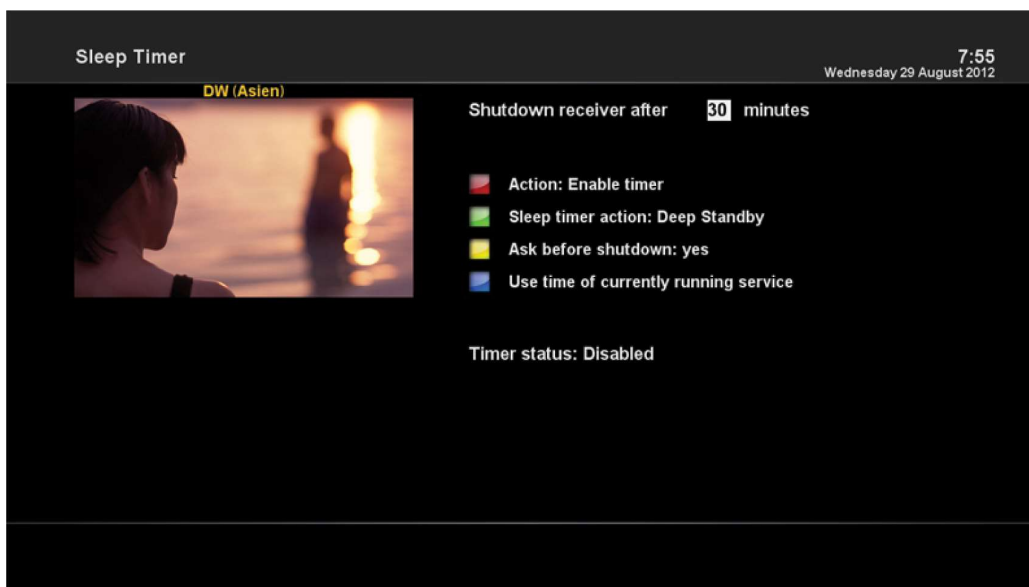 Sleep Timer
7:55
Wednesday 29 August 2012
DW (Asien)
Shutdown receiver after 30 minutes
Action: Enable timer
Sleep timer action: Deep Standby
Ask before shutdown: yes
Use time of currently running service
Timer status: Disabled